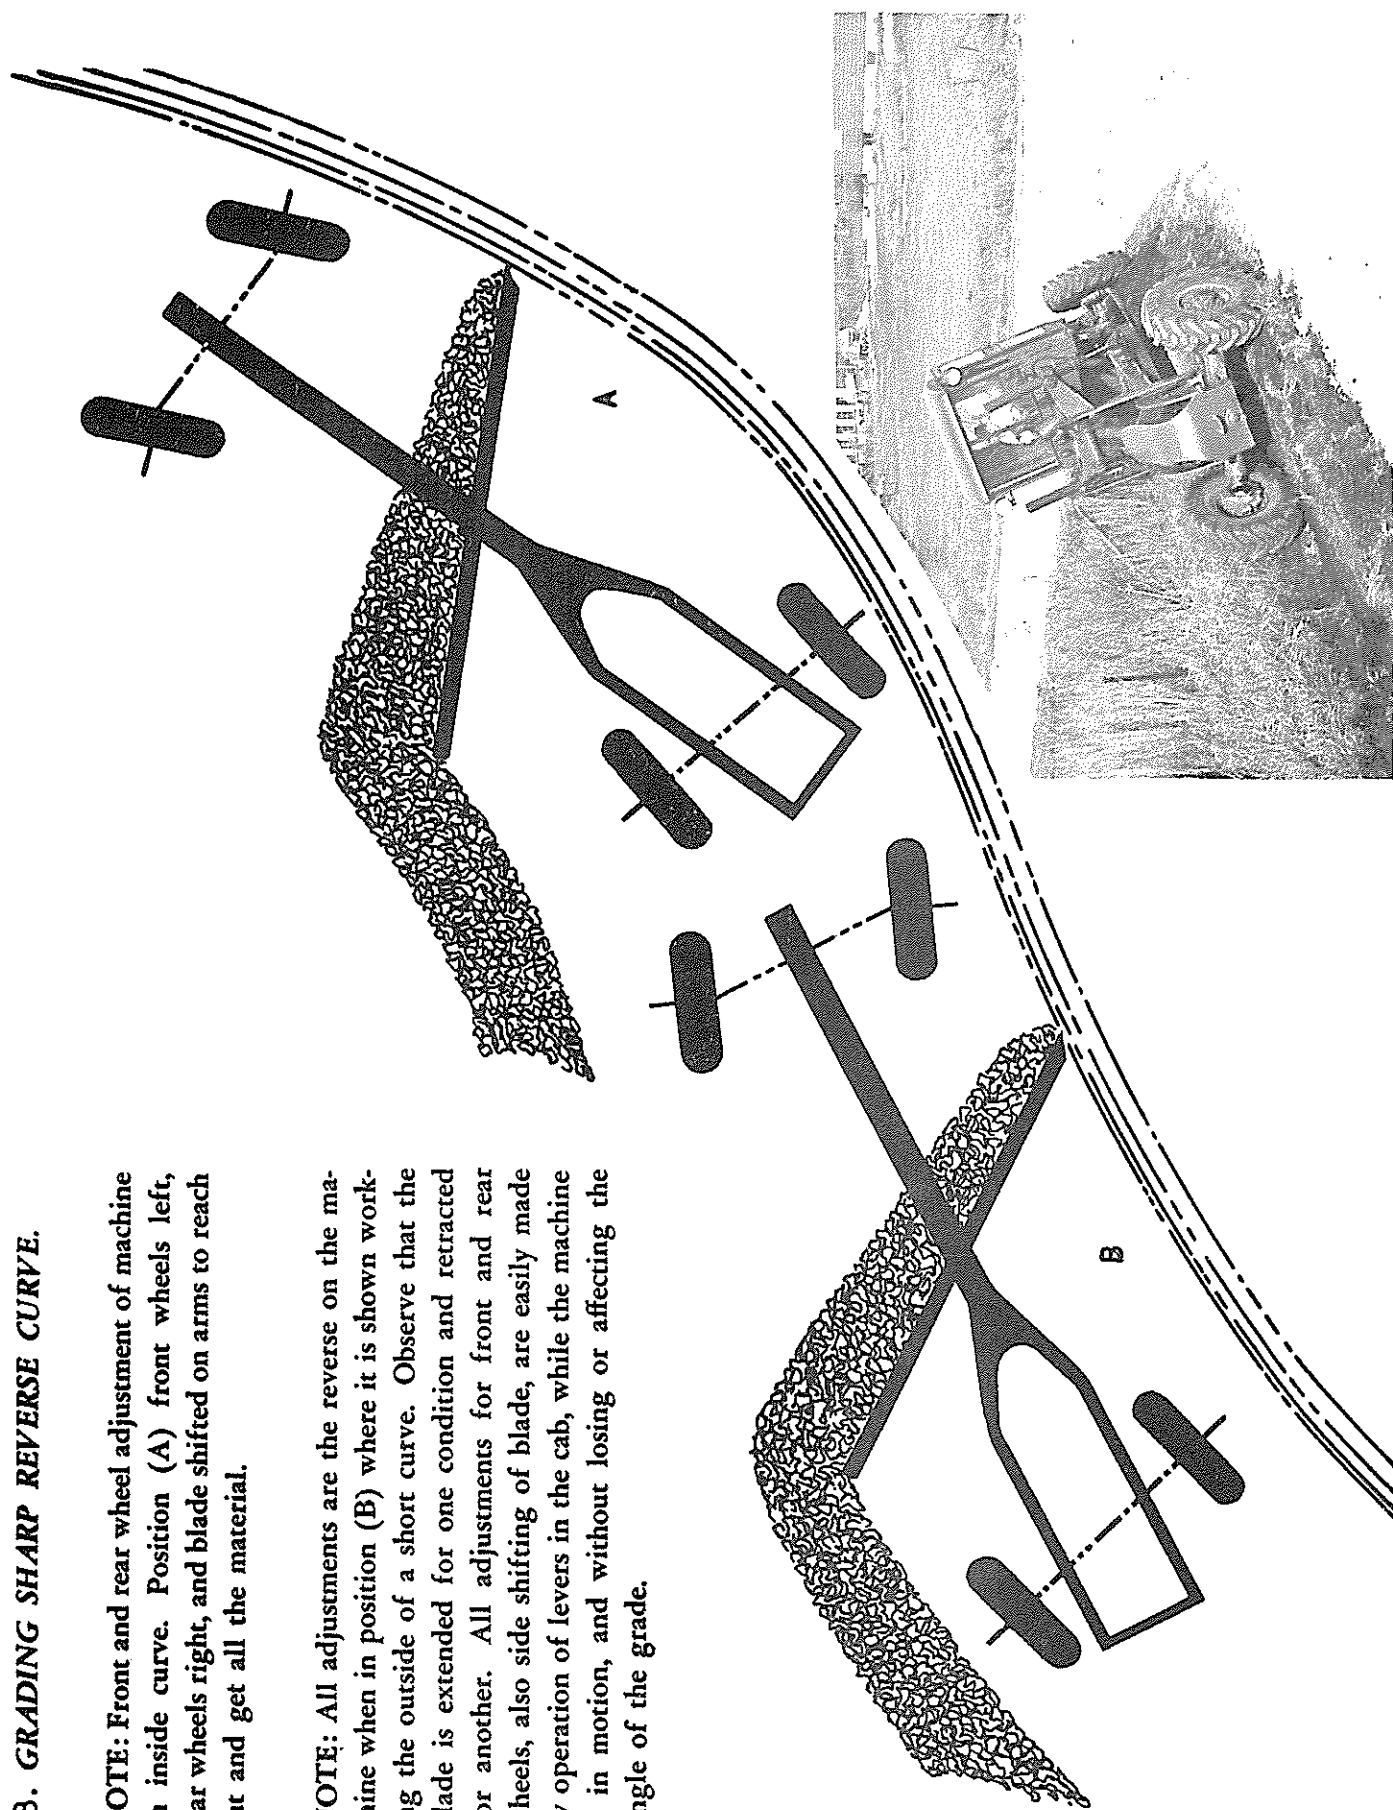 B. GRADING SHARP REVERSE CURVE.
OTE: Front and rear wheel adjustment of machine
inside curve. Position (A) front wheels left,
ar wheels right, and blade shifted on arms to reach
and get all the material.
OTE: All adjustments are the reverse on the ma-
ine when in position (B) where it is shown work-
g the outside of a short curve. Observe that the
lade is extended for one condition and retracted
or another. All adjustments for front and rear
heels, also side shifting of blade, are easily made
y operation of levers in the cab, while the machine
in motion, and without losing or affecting the
ngle of the grade.
A
B